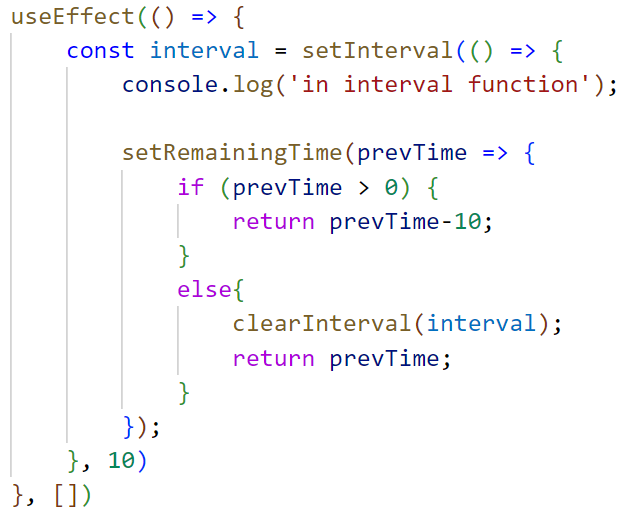 useEffect(() => {
    const interval = setInterval(() => {
        console.log('in interval function');

        setRemainingTime(prevTime => {
            if (prevTime > 0) {
                return prevTime-10;
            }
            else{
                clearInterval(interval);
                return prevTime;
            }
        });
    }, 10)
}, [])